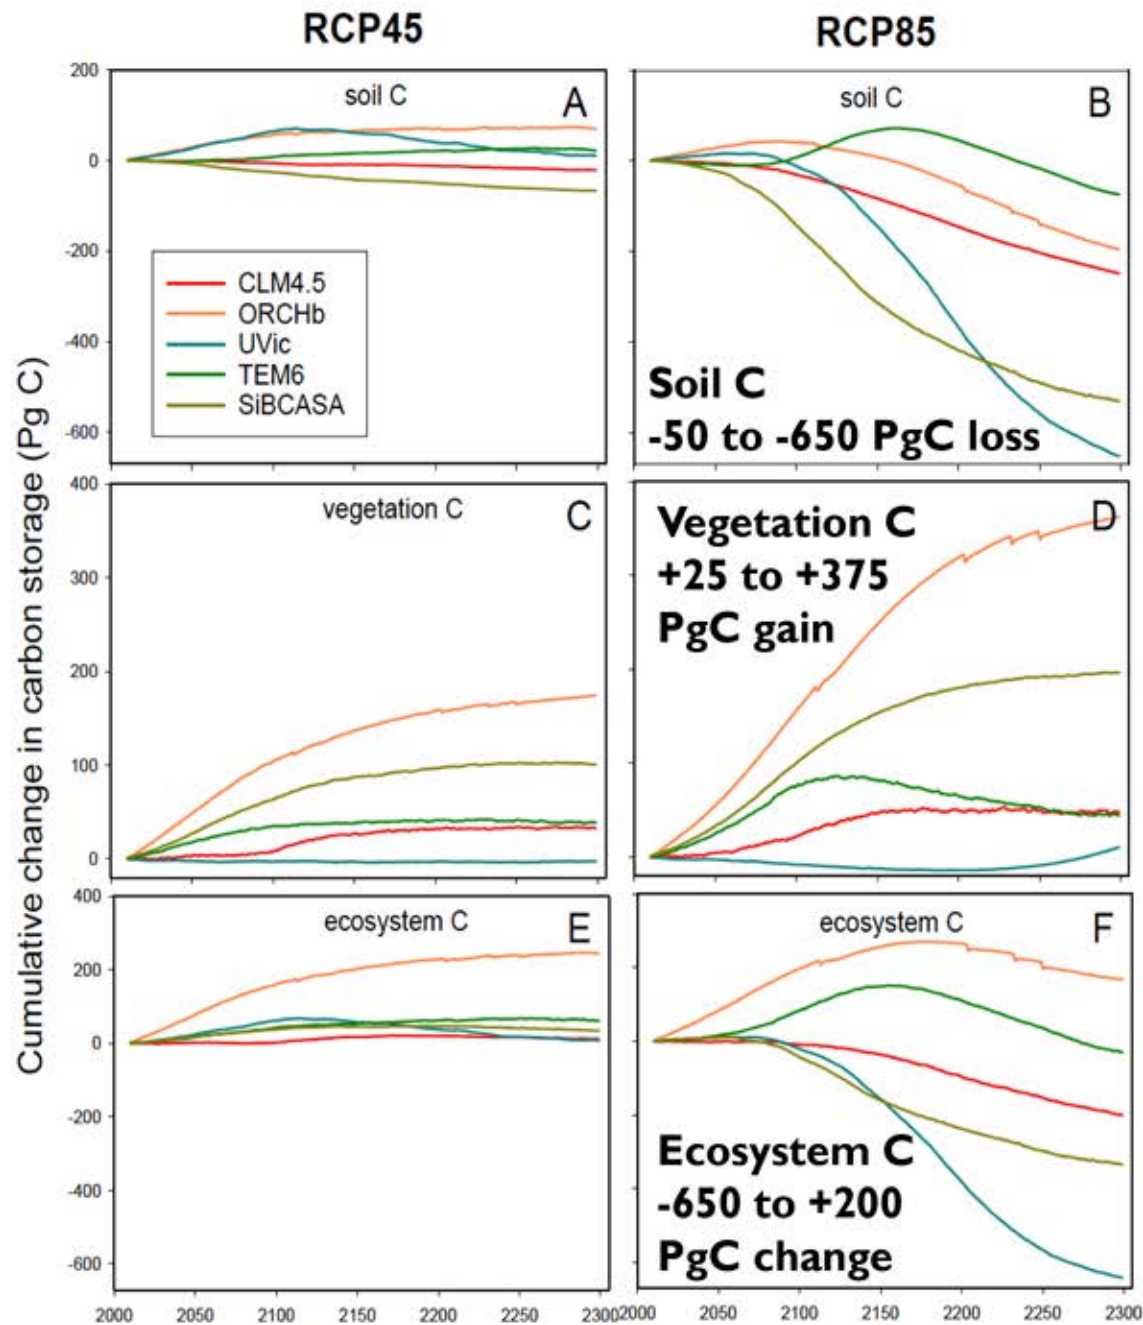 RCP45
RCP85
200
0
-200
-400
-600
soil C
A
CLM4.5
ORCHb
UVic
TEM6
SiBCASA
soil C
B
Soil C
-50 to -650 PgC loss
Cumulative change in carbon storage (Pg C)
400
300
200
100
0
vegetation C
C
Vegetation C
+25 to +375
PgC gain
D
400
200
0
-200
-400
-600
ecosystem C
E
ecosystem C
F
Ecosystem C
-650 to +200
PgC change
2000 2050 2100 2150 2200 2250 2300
2000 2050 2100 2150 2200 2250 2300